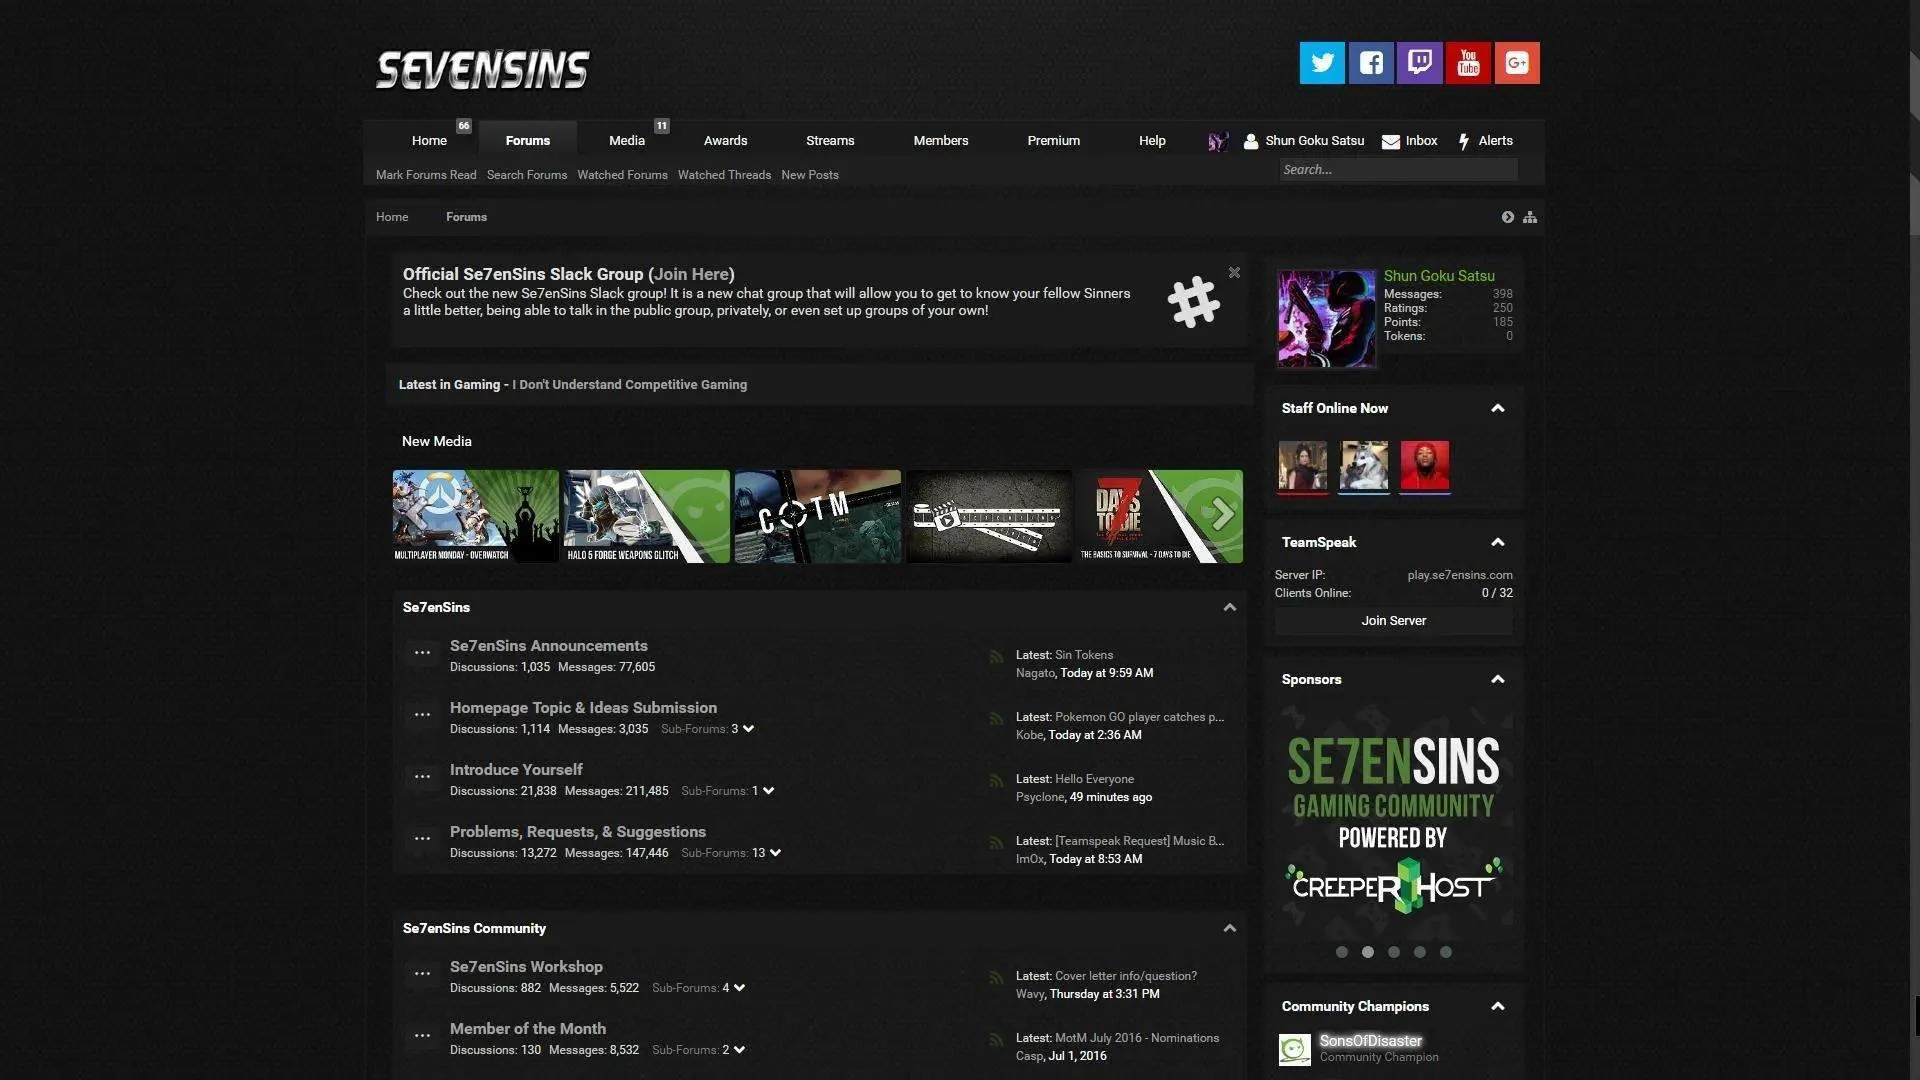 SEVENSINS
You
Tube
G+
66
11
Home
Forums
Media
Awards
Streams
Members
Premium
Help
Shun Goku Satsu
Inbox
Alerts
Mark Forums Read
Search Forums
Watched Forums
Watched Threads
New Posts
Search...
Home
Forums
Official Se7enSins Slack Group (Join Here)
Check out the new Se7enSins Slack group! It is a new chat group that will allow you to get to know your fellow Sinners
a little better, being able to talk in the public group, privately, or even set up groups of your own!
Latest in Gaming - I Don't Understand Competitive Gaming
New Media
MULTIPLAYER MONDAY - OVERWATCH
HALO 5 FORGE WEAPONS GLITCH
COTM
7
DAYS
TO DIE
THE BASICS TO SURVIVAL - 7 DAYS TO DIE
Se7enSins
Se7enSins Announcements
Discussions: 1,035 Messages: 77,605
Latest: Sin Tokens
Nagato, Today at 9:59 AM
Homepage Topic & Ideas Submission
Discussions: 1,114 Messages: 3,035 Sub-Forums: 3
Latest: Pokemon GO player catches p...
Kobe, Today at 2:36 AM
Introduce Yourself
Discussions: 21,838 Messages: 211,485 Sub-Forums: 1
Latest: Hello Everyone
Psyclone, 49 minutes ago
Problems, Requests, & Suggestions
Discussions: 13,272 Messages: 147,446 Sub-Forums: 13
Latest: [Teamspeak Request] Music B...
ImOx, Today at 8:53 AM
Se7enSins Community
Se7enSins Workshop
Discussions: 882 Messages: 5,522 Sub-Forums: 4
Latest: Cover letter info/question?
Wavy, Thursday at 3:31 PM
Member of the Month
Discussions: 130 Messages: 8,532 Sub-Forums: 2
Latest: MotM July 2016 - Nominations
Casp, Jul 1, 2016
Shun Goku Satsu
Messages: 398
Ratings: 250
Points: 185
Tokens: 0
Staff Online Now
TeamSpeak
Server IP: play.se7ensins.com
Clients Online: 0 / 32
Join Server
Sponsors
SE7ENSINS
GAMING COMMUNITY
POWERED BY
CREEPERHOST
Community Champions
SonsOfDisaster
Community Champion